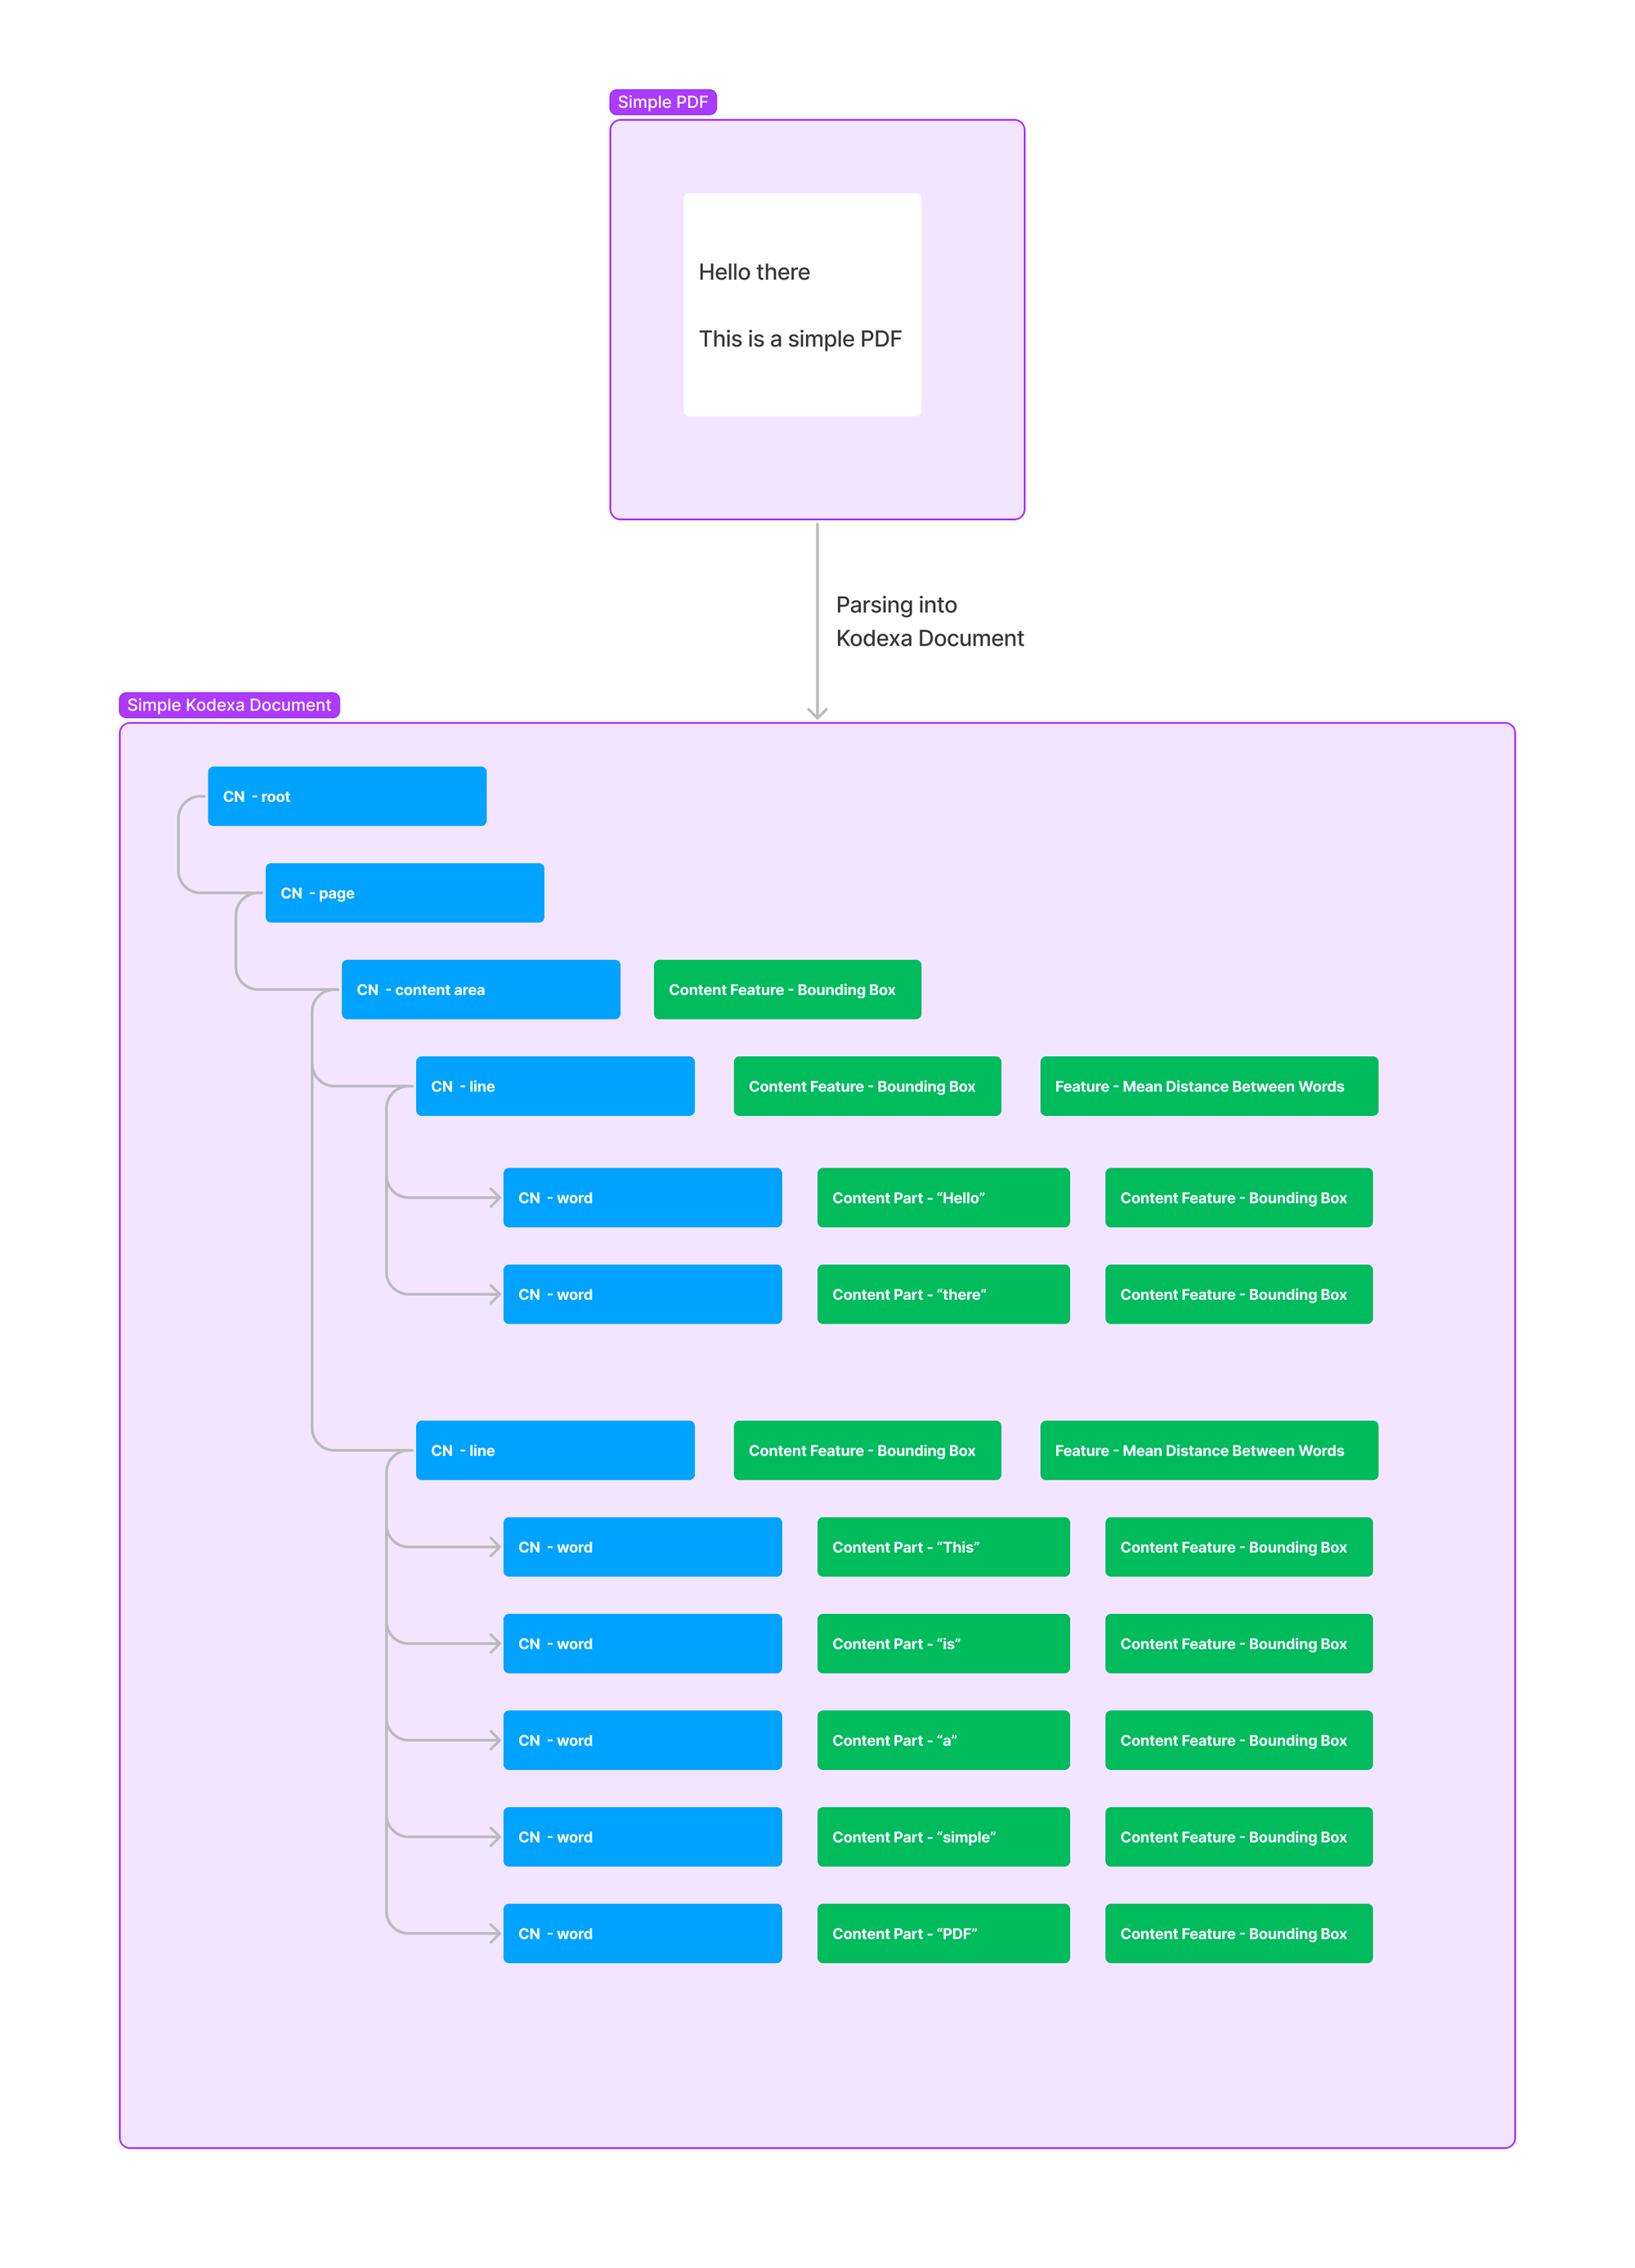 Simple PDF
Hello there
This is a simple PDF
Parsing into
Kodexa Document
Simple Kodexa Document
CN - root
CN - page
CN - content area
Content Feature - Bounding Box
CN - line
Content Feature - Bounding Box
Feature - Mean Distance Between Words
CN - word
Content Part - “Hello”
Content Feature - Bounding Box
CN - word
Content Part - “there”
Content Feature - Bounding Box
CN - line
Content Feature - Bounding Box
Feature - Mean Distance Between Words
CN - word
Content Part - “This”
Content Feature - Bounding Box
CN - word
Content Part - “is”
Content Feature - Bounding Box
CN - word
Content Part - “a”
Content Feature - Bounding Box
CN - word
Content Part - “simple”
Content Feature - Bounding Box
CN - word
Content Part - “PDF”
Content Feature - Bounding Box